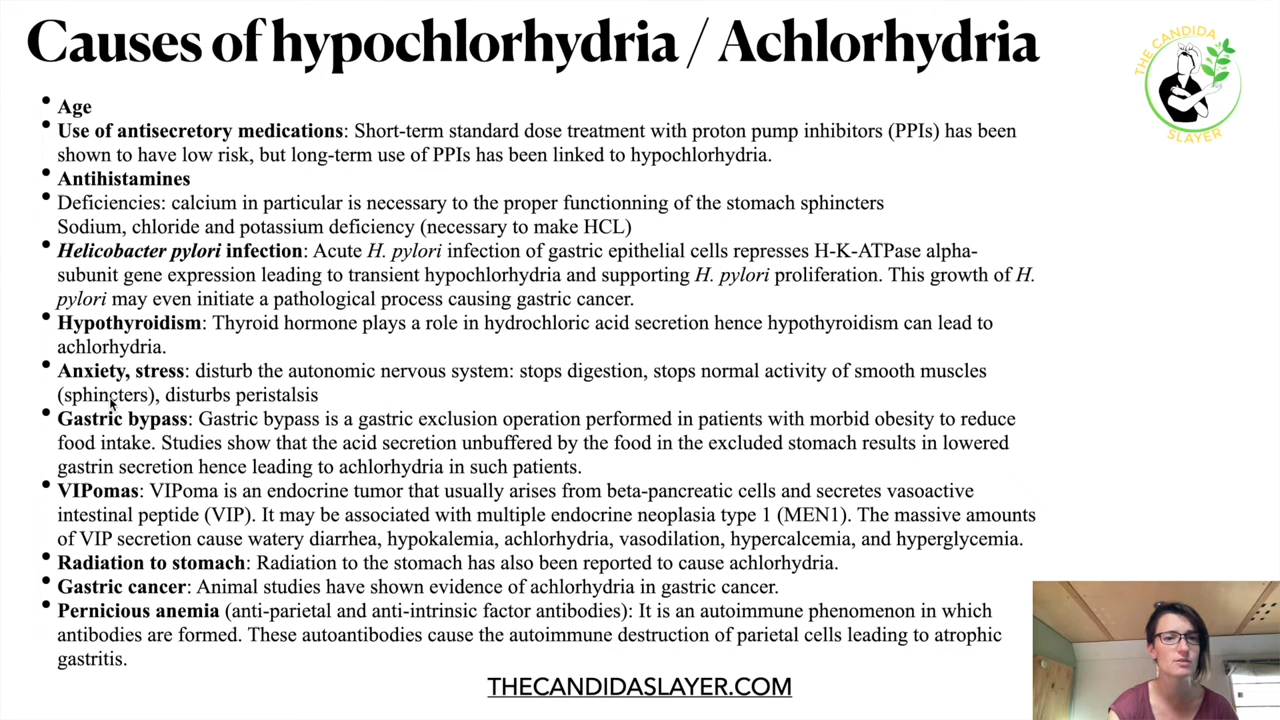 Causes of hypochlorhydria / Achlorhydria
THE CANDIDA
SLAYER
• Age
• Use of antisecretory medications: Short-term standard dose treatment with proton pump inhibitors (PPIs) has been
shown to have low risk, but long-term use of PPIs has been linked to hypochlorhydria.
• Antihistamines
• Deficiencies: calcium in particular is necessary to the proper functionning of the stomach sphincters
Sodium, chloride and potassium deficiency (necessary to make HCL)
• Helicobacter pylori infection: Acute H. pylori infection of gastric epithelial cells represses H-K-ATPase alpha-
subunit gene expression leading to transient hypochlorhydria and supporting H. pylori proliferation. This growth of H.
pylori may even initiate a pathological process causing gastric cancer.
• Hypothyroidism: Thyroid hormone plays a role in hydrochloric acid secretion hence hypothyroidism can lead to
achlorhydria.
• Anxiety, stress: disturb the autonomic nervous system: stops digestion, stops normal activity of smooth muscles
(sphincters), disturbs peristalsis
• Gastric bypass: Gastric bypass is a gastric exclusion operation performed in patients with morbid obesity to reduce
food intake. Studies show that the acid secretion unbuffered by the food in the excluded stomach results in lowered
gastrin secretion hence leading to achlorhydria in such patients.
• VIPomas: VIPoma is an endocrine tumor that usually arises from beta-pancreatic cells and secretes vasoactive
intestinal peptide (VIP). It may be associated with multiple endocrine neoplasia type 1 (MEN1). The massive amounts
of VIP secretion cause watery diarrhea, hypokalemia, achlorhydria, vasodilation, hypercalcemia, and hyperglycemia.
• Radiation to stomach: Radiation to the stomach has also been reported to cause achlorhydria.
• Gastric cancer: Animal studies have shown evidence of achlorhydria in gastric cancer.
• Pernicious anemia (anti-parietal and anti-intrinsic factor antibodies): It is an autoimmune phenomenon in which
antibodies are formed. These autoantibodies cause the autoimmune destruction of parietal cells leading to atrophic
gastritis.
THECANDIDASLAYER.COM